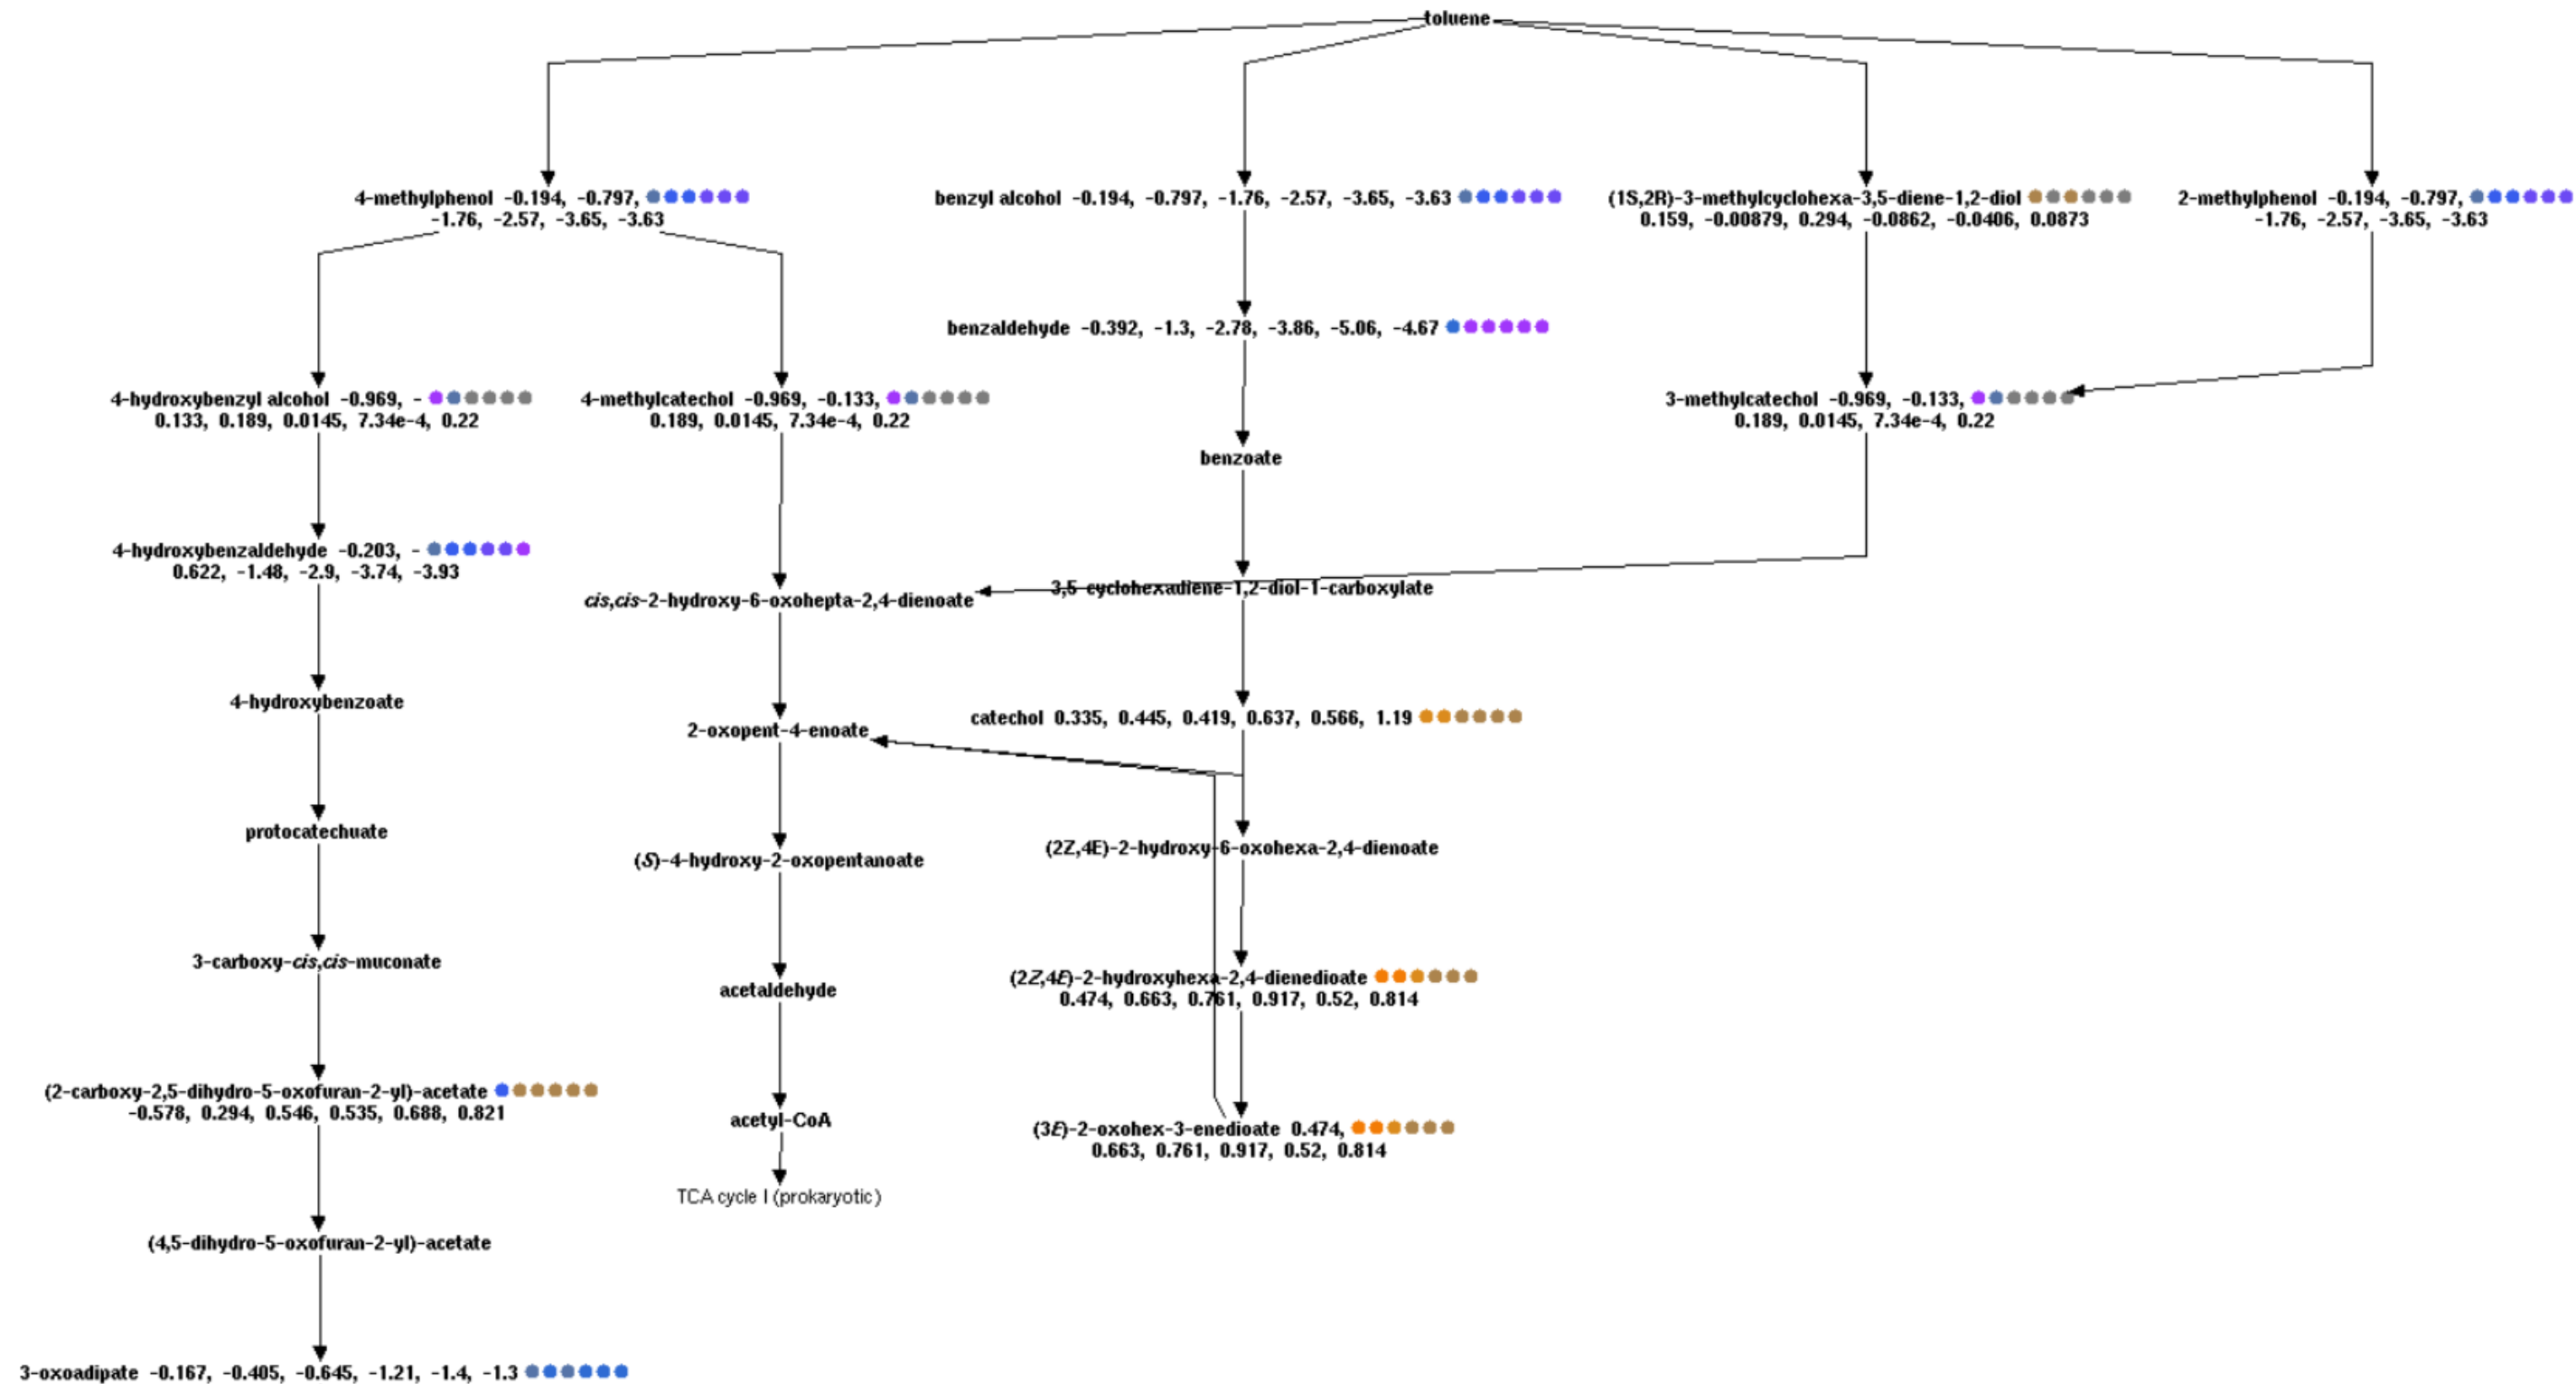 toluene
4-methylphenol -0.194, -0.797,
-1.76, -2.57, -3.65, -3.63
benzyl alcohol -0.194, -0.797, -1.76, -2.57, -3.65, -3.63
(1S,2R)-3-methylcyclohexa-3,5-diene-1,2-diol
0.159, -0.00879, 0.294, -0.0862, -0.0406, 0.0873
2-methylphenol -0.194, -0.797,
-1.76, -2.57, -3.65, -3.63
benzaldehyde -0.392, -1.3, -2.78, -3.86, -5.06, -4.67
4-hydroxybenzyl alcohol -0.969, -
0.133, 0.189, 0.0145, 7.34e-4, 0.22
4-methylcatechol -0.969, -0.133,
0.189, 0.0145, 7.34e-4, 0.22
3-methylcatechol -0.969, -0.133,
0.189, 0.0145, 7.34e-4, 0.22
benzoate
4-hydroxybenzaldehyde -0.203, -
0.622, -1.48, -2.9, -3.74, -3.93
cis,cis-2-hydroxy-6-oxohepta-2,4-dienoate
3,5-cyclohexadiene-1,2-diol-1-carboxylate
4-hydroxybenzoate
2-oxopent-4-enoate
catechol 0.335, 0.445, 0.419, 0.637, 0.566, 1.19
protocatechuate
(S)-4-hydroxy-2-oxopentanoate
(2Z,4E)-2-hydroxy-6-oxohexa-2,4-dienoate
3-carboxy-cis,cis-muconate
acetaldehyde
(2Z,4E)-2-hydroxyhexa-2,4-dienedioate
0.474, 0.663, 0.761, 0.917, 0.52, 0.814
(2-carboxy-2,5-dihydro-5-oxofuran-2-yl)-acetate
-0.578, 0.294, 0.546, 0.535, 0.688, 0.821
acetyl-CoA
(3E)-2-oxohex-3-enedioate 0.474,
0.663, 0.761, 0.917, 0.52, 0.814
TCA cycle I (prokaryotic)
(4,5-dihydro-5-oxofuran-2-yl)-acetate
3-oxoadipate -0.167, -0.405, -0.645, -1.21, -1.4, -1.3